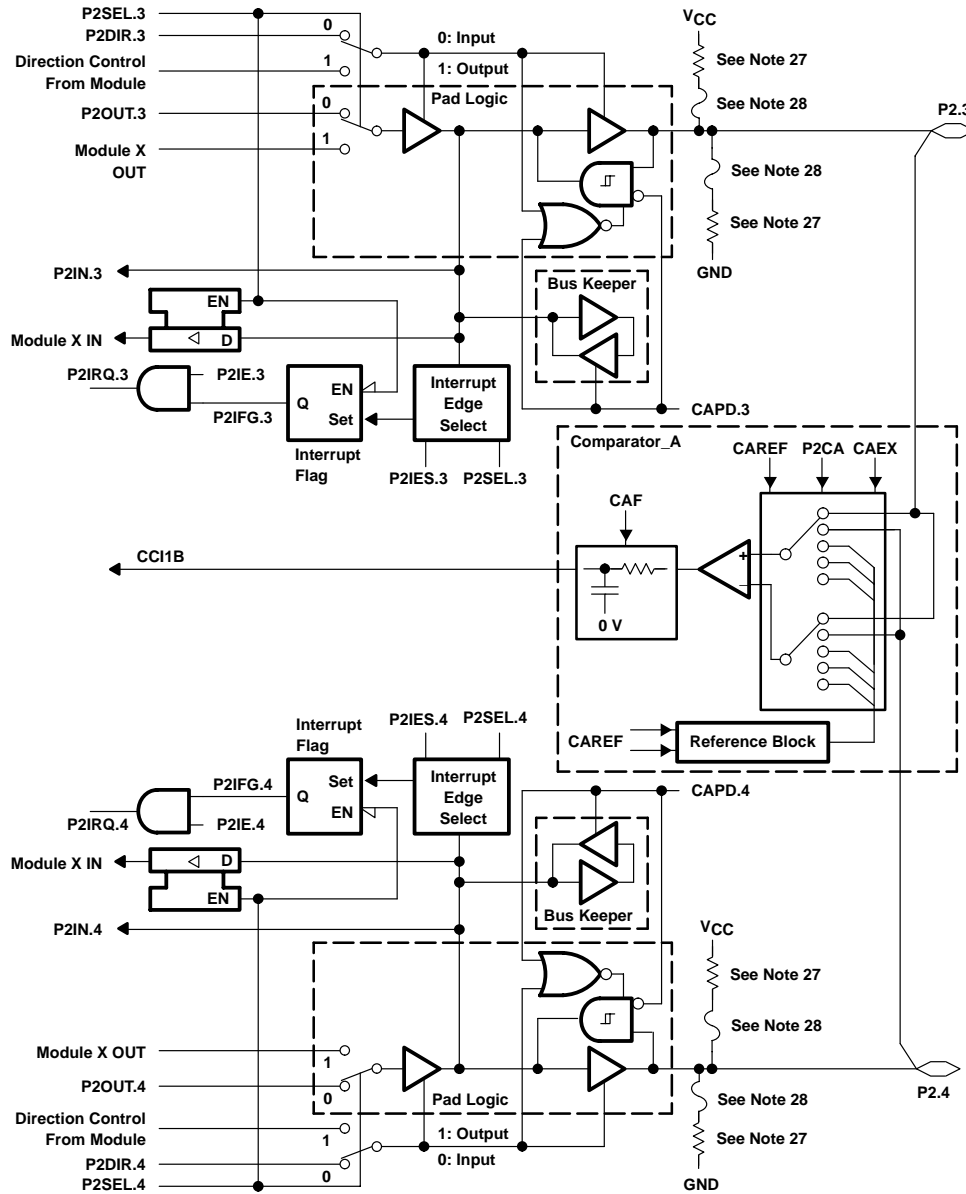 P2SEL.3
P2DIR.3
0
Direction Control
From Module
1
0: Input
1: Output
Pad Logic
P2OUT.3
0
Module X
OUT
1
VCC
See Note 27
See Note 28
P2.3
See Note 28
See Note 27
GND
P2IN.3
Bus Keeper
EN
Module X IN
D
P2IRQ.3
P2IE.3
P2IFG.3
Q
EN
Set
Interrupt
Flag
Interrupt
Edge
Select
P2IES.3
P2SEL.3
CAPD.3
Comparator_A
CAREF
P2CA
CAEX
CAF
CCI1B
0 V
+
−
CAREF
Reference Block
Interrupt
Flag
P2IES.4
P2SEL.4
P2IFG.4
Q
Set
EN
Interrupt
Edge
Select
CAPD.4
P2IRQ.4
P2IE.4
Module X IN
D
EN
Bus Keeper
P2IN.4
VCC
See Note 27
See Note 28
Module X OUT
1
P2OUT.4
0
Pad Logic
P2.4
See Note 28
See Note 27
GND
Direction Control
From Module
1
1: Output
0: Input
P2DIR.4
0
P2SEL.4